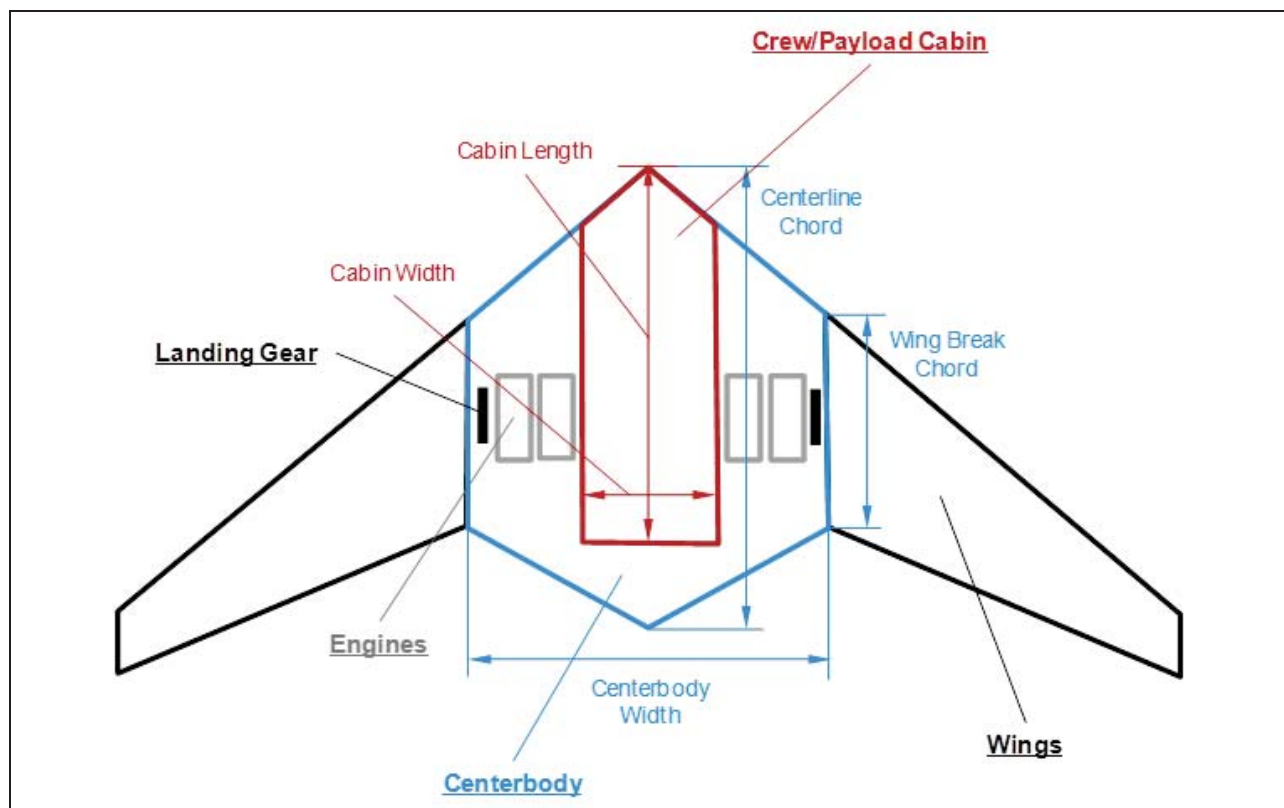 Crew/Payload Cabin
Cabin Length
Centerline
Chord
Cabin Width
Landing Gear
Wing Break
Chord
Engines
Centerbody
Width
Wings
Centerbody